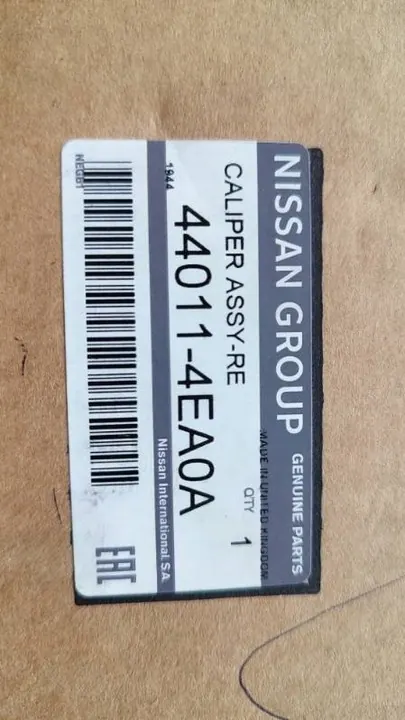 NISSAN GROUP GENUINE PARTS
MADE IN UNITED KINGDOM
CALIPER ASSY-RE QTY 1
44011-4EA0A
1944
Nissan International, S.A.
NEGB1
EAC